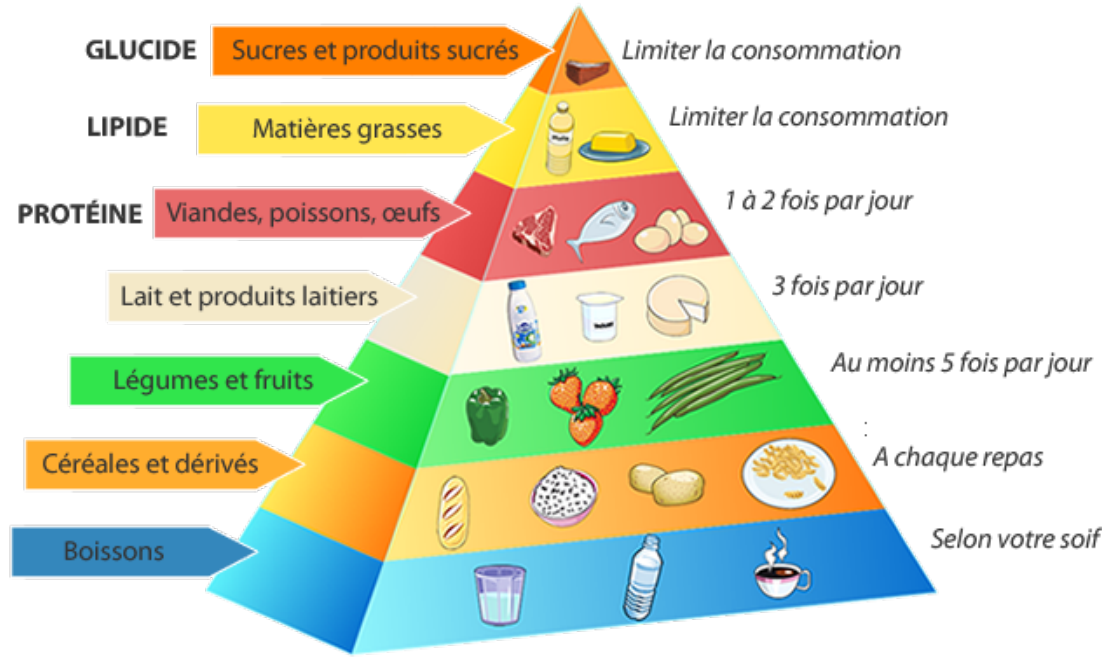 GLUCIDE Sucres et produits sucrés Limiter la consommation
LIPIDE Matières grasses Limiter la consommation
PROTÉINE Viandes, poissons, œufs 1 à 2 fois par jour
Lait et produits laitiers 3 fois par jour
Légumes et fruits Au moins 5 fois par jour
:
Céréales et dérivés A chaque repas
Boissons Selon votre soif